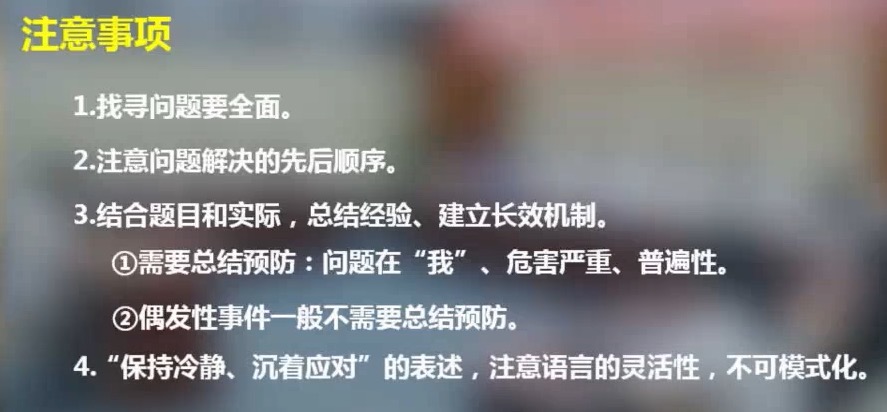 注意事项
1.找寻问题要全面。
2.注意问题解决的先后顺序。
3.结合题目和实际，总结经验、建立长效机制。
①需要总结预防：问题在“我”、危害严重、普遍性。
②偶发性事件一般不需要总结预防。
4.“保持冷静、沉着应对”的表述，注意语言的灵活性，不可模式化。